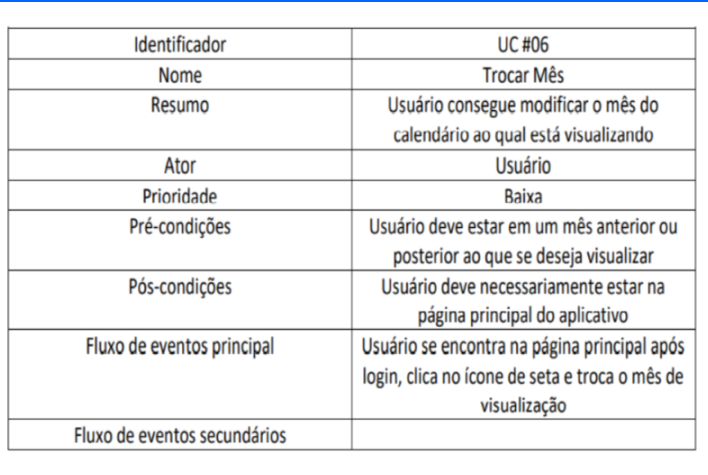 Identificador UC #06
Nome Trocar Mês
Resumo Usuário consegue modificar o mês do
calendário ao qual está visualizando
Ator Usuário
Prioridade Baixa
Pré-condições Usuário deve estar em um mês anterior ou
posterior ao que se deseja visualizar
Pós-condições Usuário deve necessariamente estar na
página principal do aplicativo
Fluxo de eventos principal Usuário se encontra na página principal após
login, clica no ícone de seta e troca o mês de
visualização
Fluxo de eventos secundários